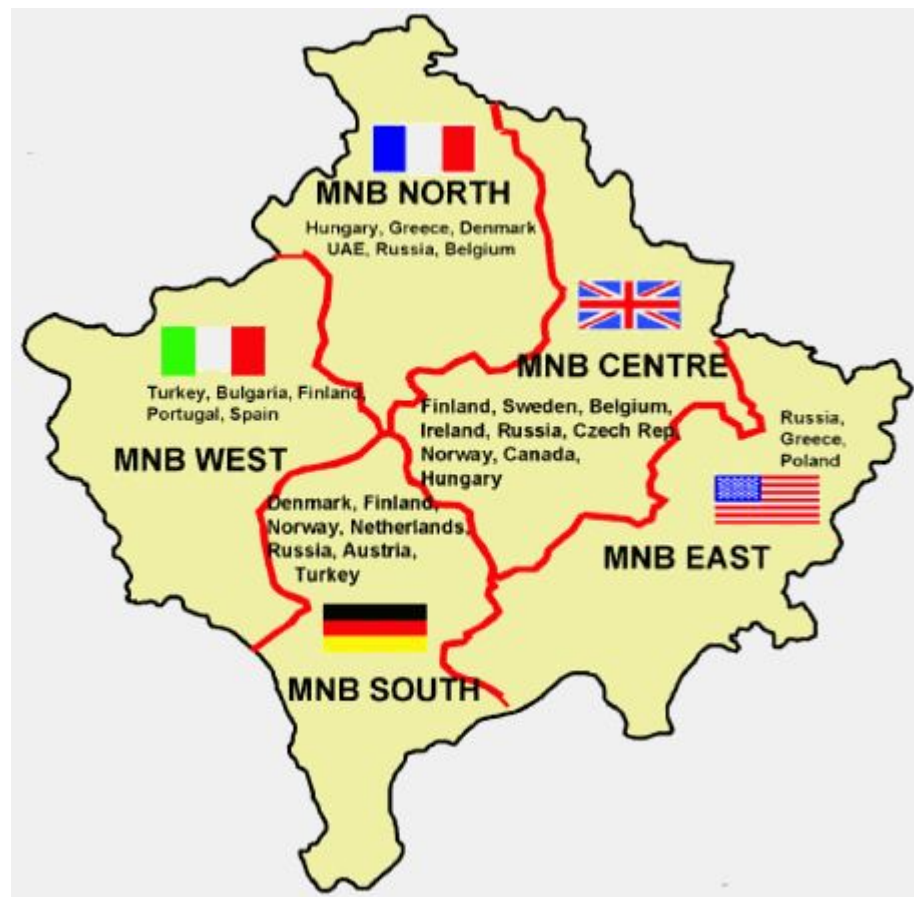 MNB NORTH
Hungary, Greece, Denmark
UAE, Russia, Belgium
MNB CENTRE
Finland, Sweden, Belgium,
Ireland, Russia, Czech Rep,
Norway, Canada,
Hungary
Turkey, Bulgaria, Finland,
Portugal, Spain
MNB WEST
Russia,
Greece,
Poland
MNB EAST
Denmark, Finland,
Norway, Netherlands,
Russia, Austria,
Turkey
MNB SOUTH